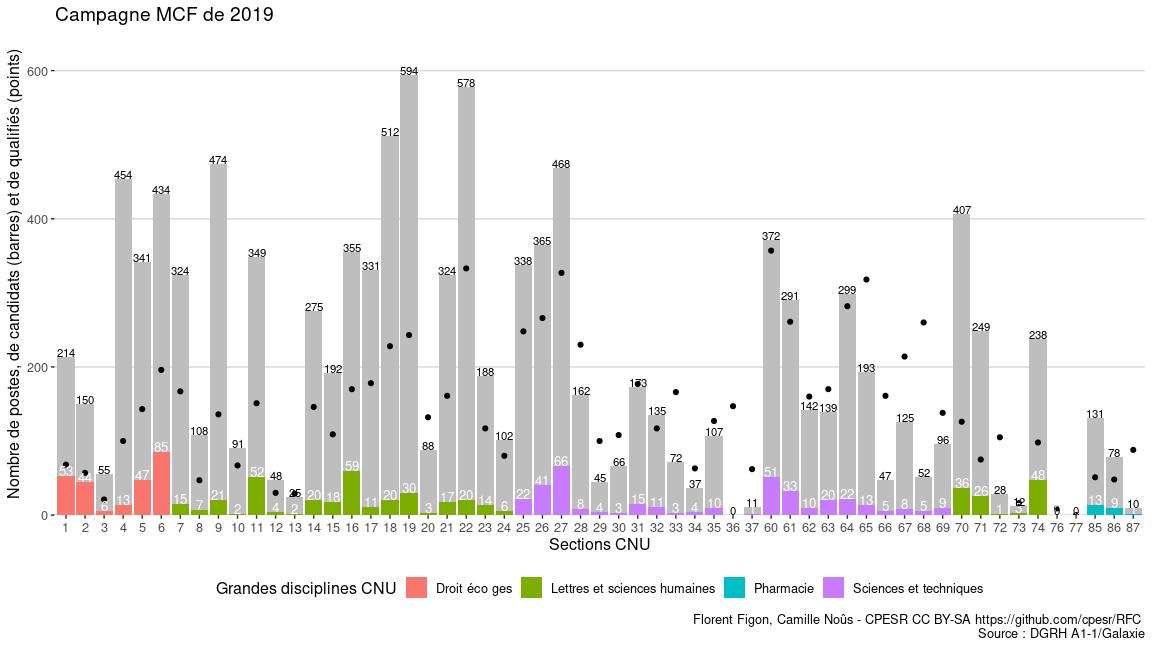 Campagne MCF de 2019
Nombre de postes, de candidats (barres) et de qualifiés (points)
600
400
200
0
214 150 55 454 341 434 324 108 474 91 349 48 275 192 355 331 512 594 88 324 578 188 102 338 365 468 162 45 66 173 135 72 37 107 0 11 372 291 142 139 299 193 47 125 52 96 407 249 28 12 238 0 131 78 10
53 44 6 13 47 85 15 7 21 2 52 4 2 20 18 59 11 20 30 3 17 20 14 6 22 41 66 8 4 3 15 11 3 4 10 51 33 10 20 22 13 5 8 5 9 36 26 1 48 13 9
1 2 3 4 5 6 7 8 9 10 11 12 13 14 15 16 17 18 19 20 21 22 23 24 25 26 27 28 29 30 31 32 33 34 35 36 37 60 61 62 63 64 65 66 67 68 69 70 71 72 73 74 76 77 85 86 87
Sections CNU
Grandes disciplines CNU Droit éco ges Lettres et sciences humaines Pharmacie Sciences et techniques
Florent Figon, Camille Noûs - CPESR CC BY-SA https://github.com/cpesr/RFC
Source : DGRH A1-1/Galaxie